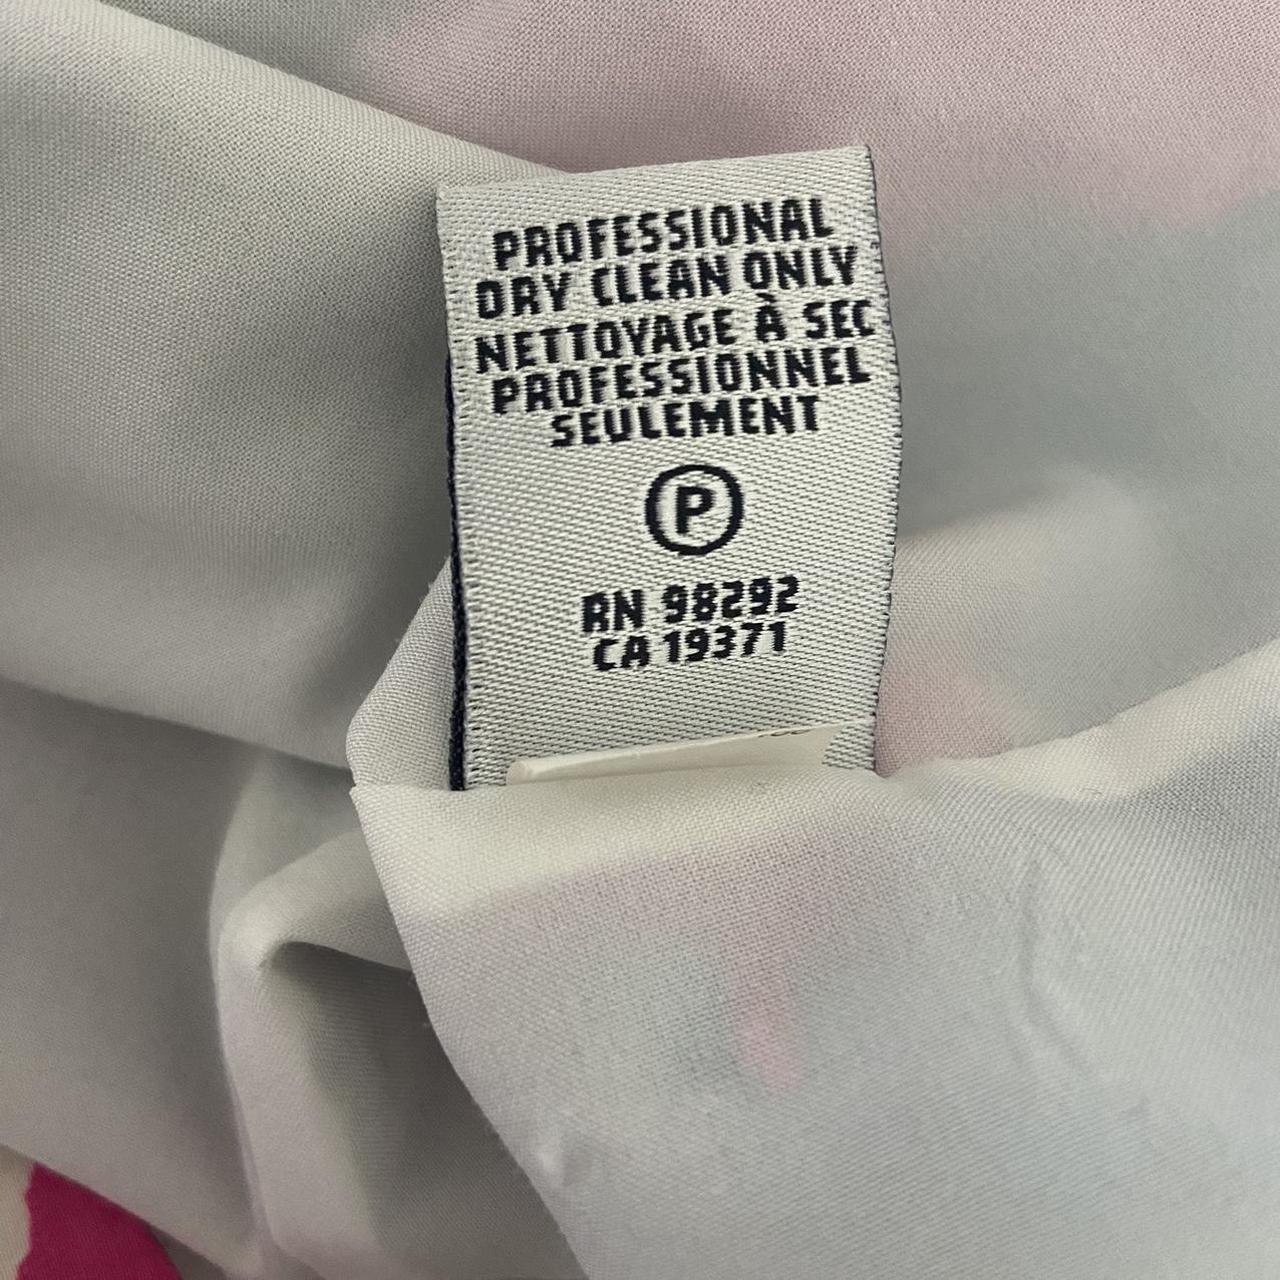 PROFESSIONAL
DRY CLEAN ONLY
NETTOYAGE À SEC
PROFESSIONNEL
SEULEMENT
P
RN 98292
CA 19371